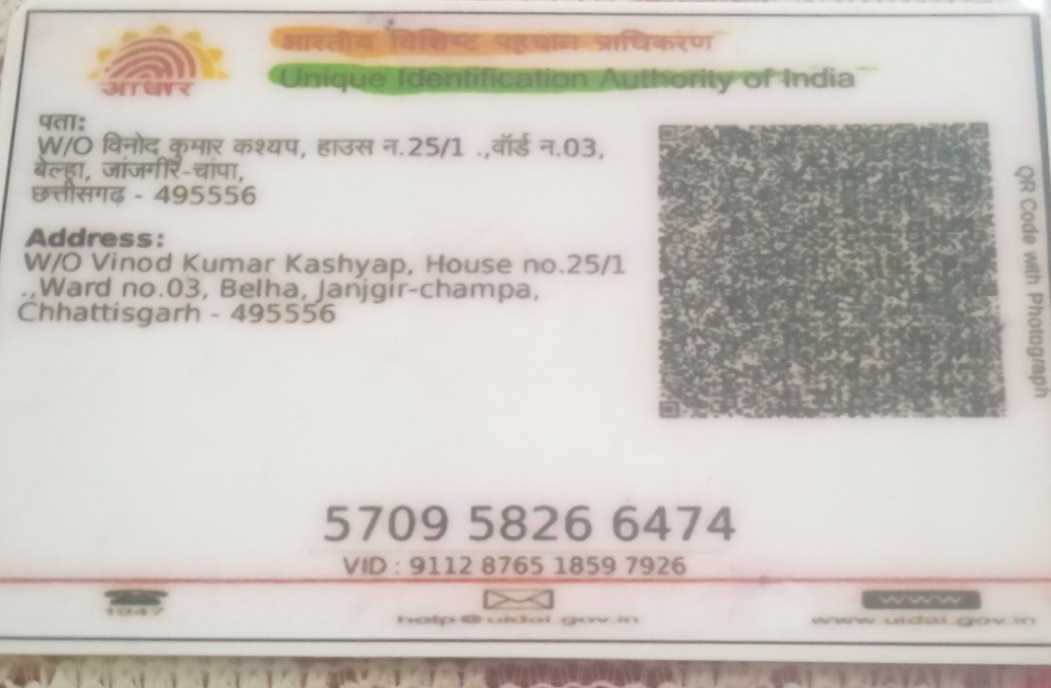 भारतीय विशिष्ट पहचान प्राधिकरण
Unique Identification Authority of India
आधार
पता:
W/O विनोद कुमार कश्यप, हाउस न.25/1 .,वॉर्ड न.03,
बेल्हा, जांजगीर-चांपा,
छत्तीसगढ - 495556
Address:
W/O Vinod Kumar Kashyap, House no.25/1
.,Ward no.03, Belha, Janjgir-champa,
Chhattisgarh - 495556
QR Code with Photograph
5709 5826 6474
VID : 9112 8765 1859 7926
1947
help@uidai.gov.in
www
www.uidai.gov.in